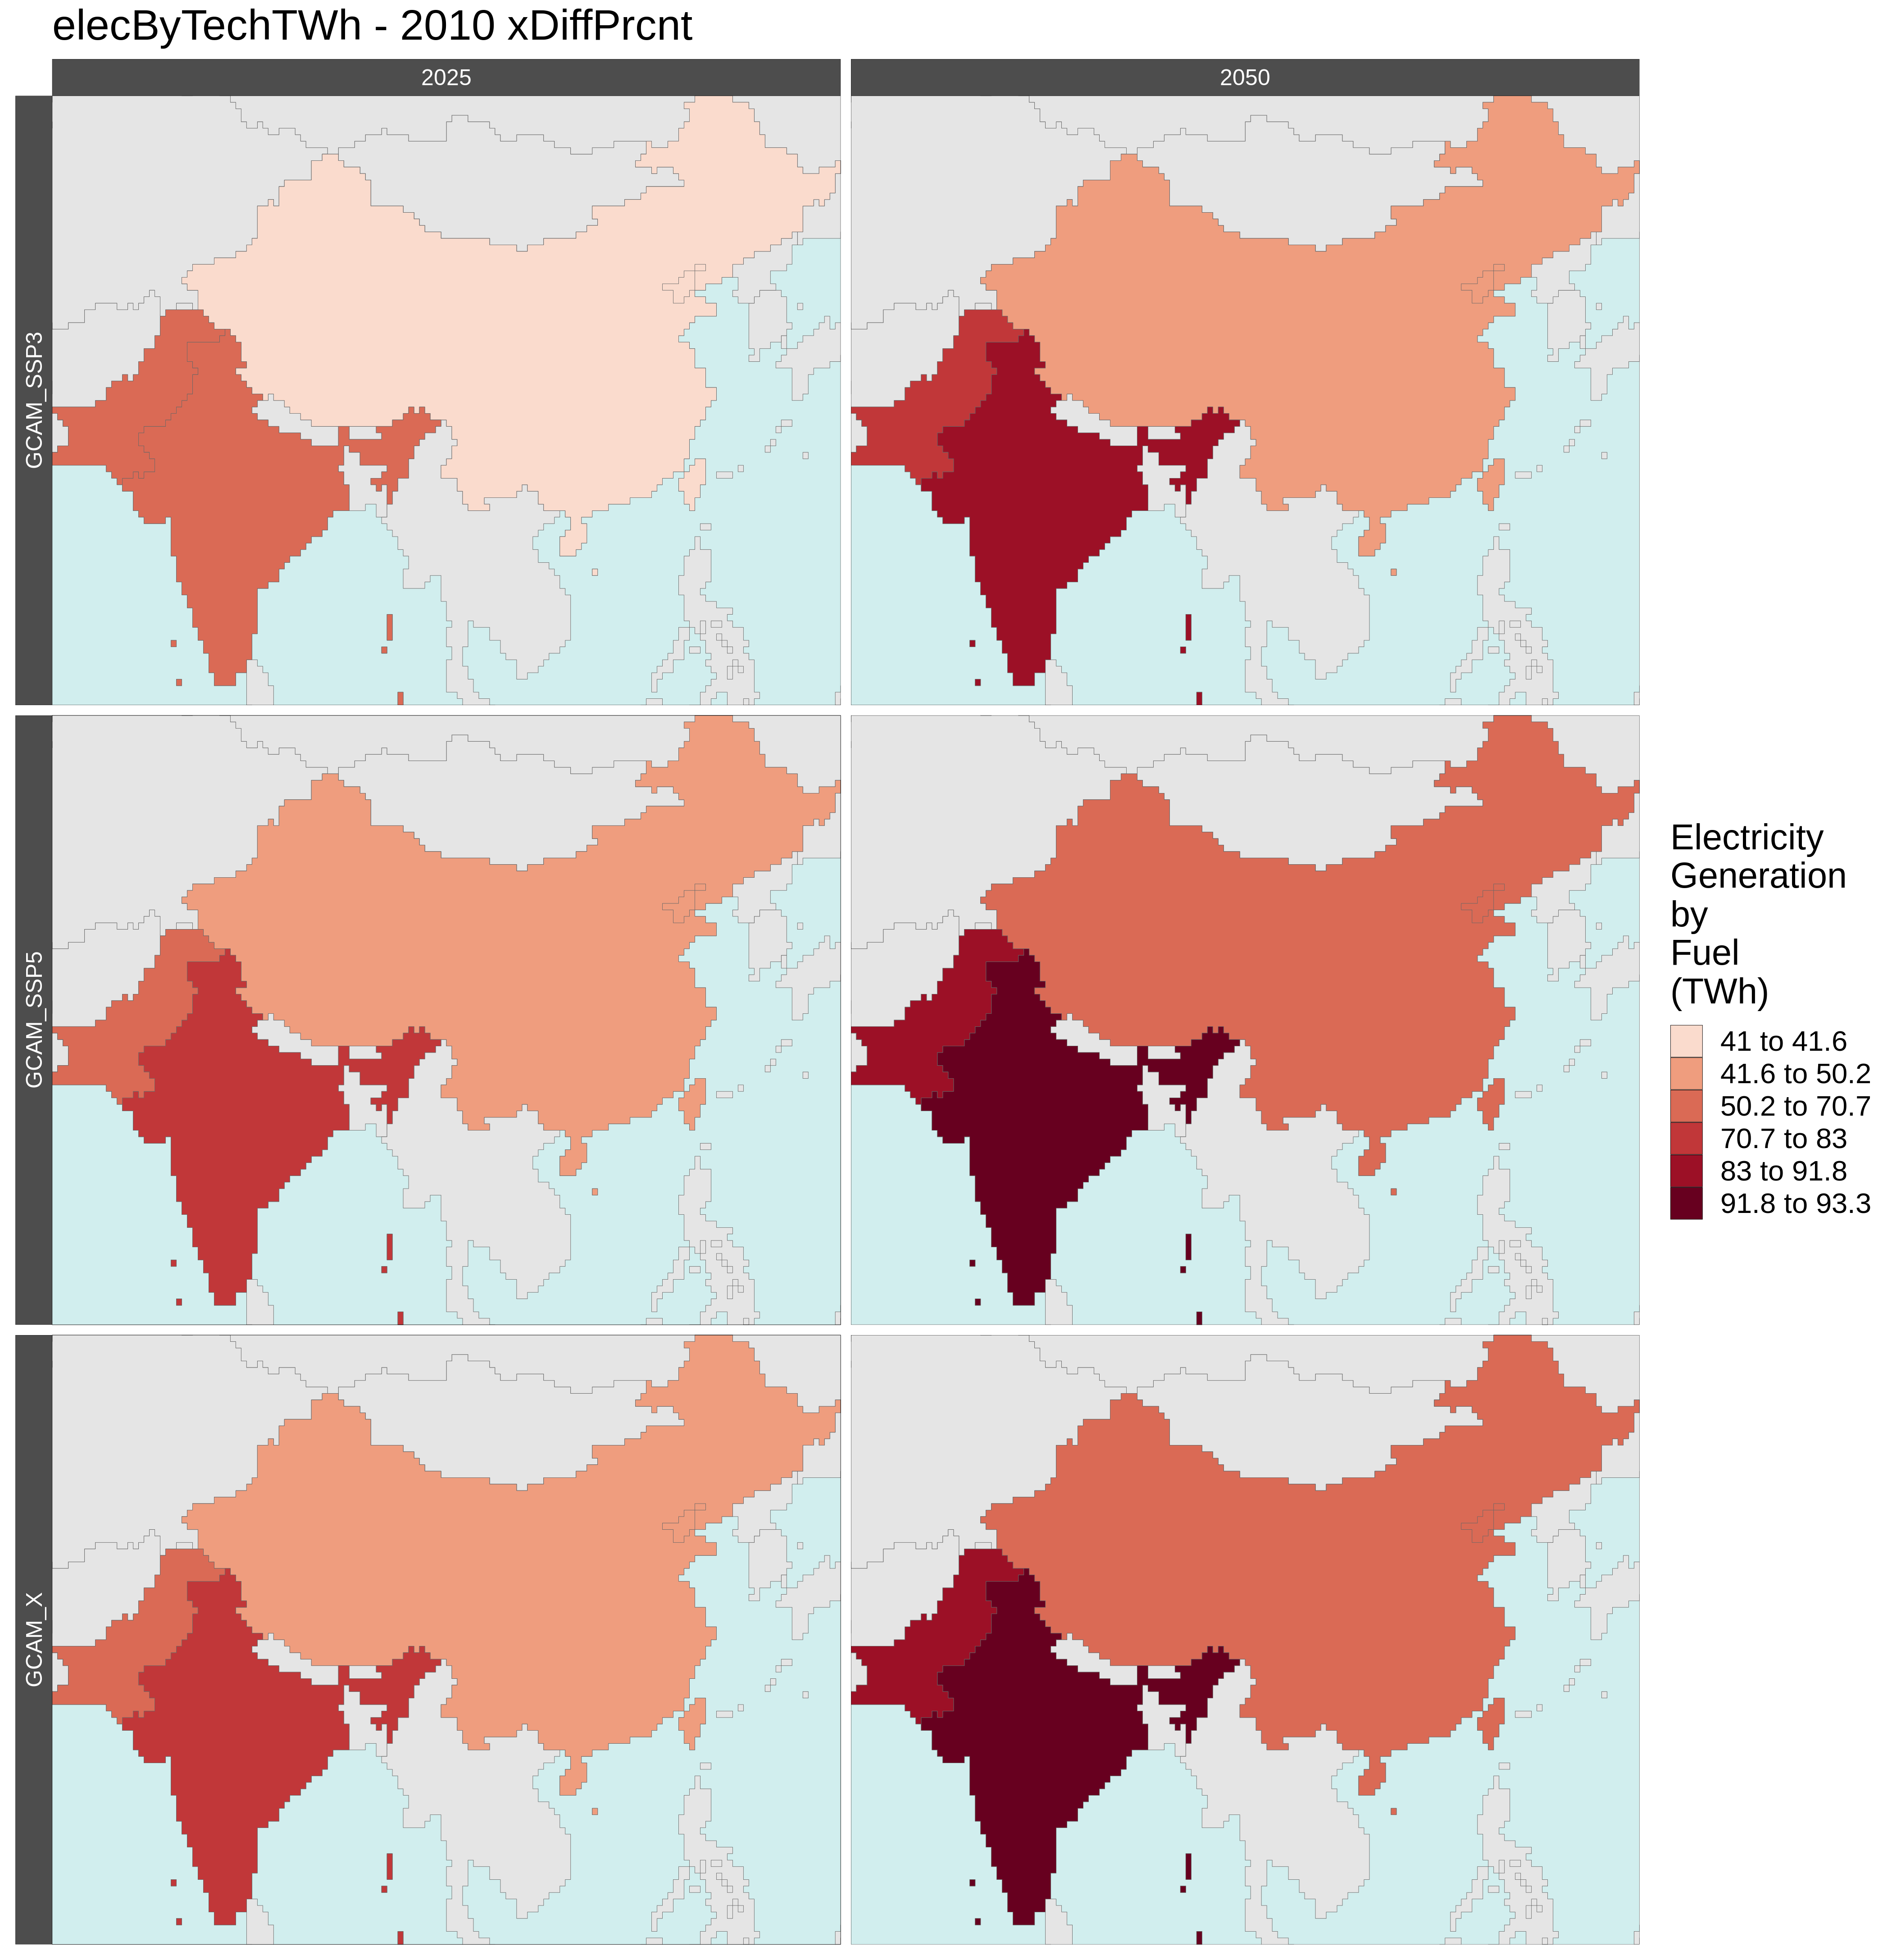 elecByTechTWh - 2010 xDiffPrcnt
2025
2050
GCAM_SSP3
GCAM_SSP5
GCAM_X
Electricity
Generation
by
Fuel
(TWh)
41 to 41.6
41.6 to 50.2
50.2 to 70.7
70.7 to 83
83 to 91.8
91.8 to 93.3